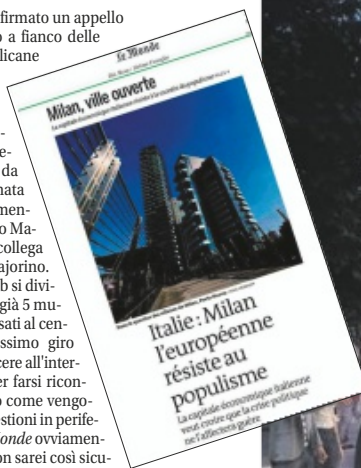 firmato un appello
a fianco delle
licane
da
nata
men-
o Ma-
collega
ajorino.
b si divi-
già 5 mu-
sati al cen-
ssimo giro
cere all'inter-
er farsi ricon-
o come vengo-
estioni in perife-
onde ovviamen-
on sarei così sicu-
Le Monde
Milan, ville ouverte
Italie : Milan
l'européenne
résiste au
populisme
La capitale économique italienne
veut croire que la crise politique
ne l'affectera guère